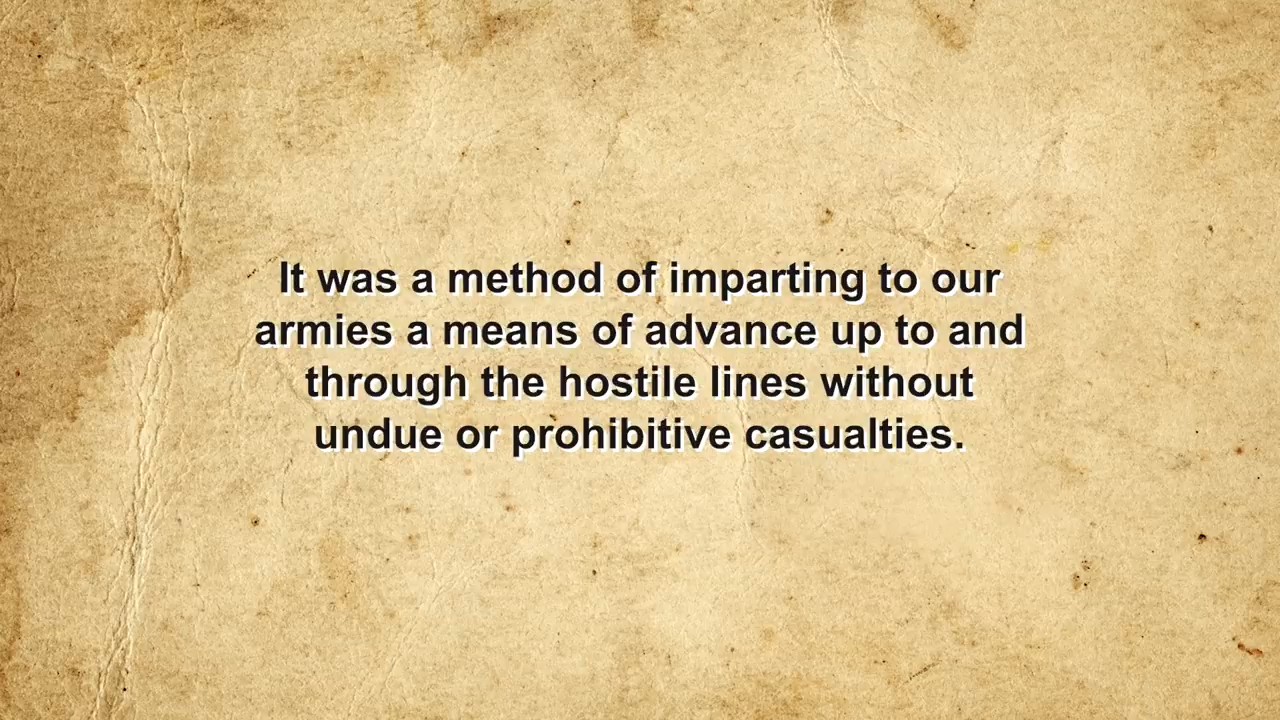 It was a method of imparting to our
armies a means of advance up to and
through the hostile lines without
undue or prohibitive casualties.